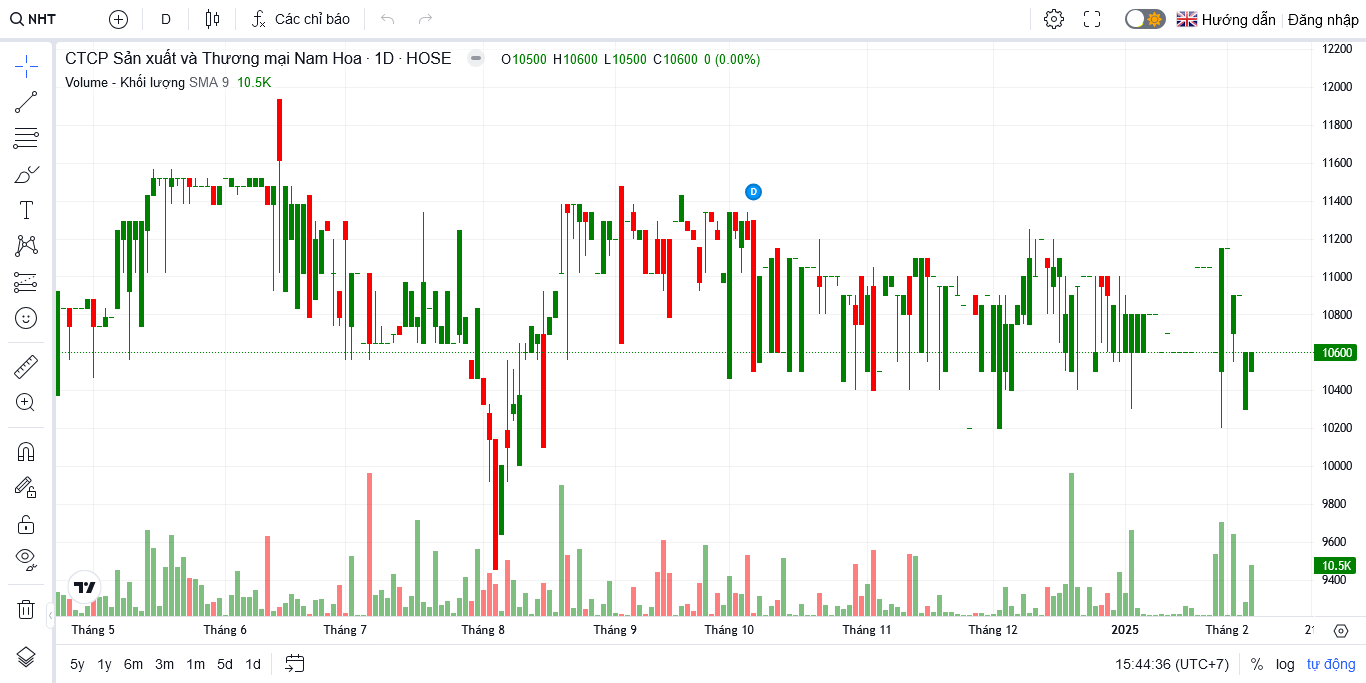 NHT D Các chỉ báo Hướng dẫn Đăng nhập
CTCP Sản xuất và Thương mại Nam Hoa · 1D · HOSE O10500 H10600 L10500 C10600 0 (0.00%)
Volume - Khối lượng SMA 9 10.5K
D
12200
12000
11800
11600
11400
11200
11000
10800
10600
10400
10200
10000
9800
9600
10.5K
9400
Tháng 5 Tháng 6 Tháng 7 Tháng 8 Tháng 9 Tháng 10 Tháng 11 Tháng 12 2025 Tháng 2 21
5y 1y 6m 3m 1m 5d 1d 15:44:36 (UTC+7) % log tự động